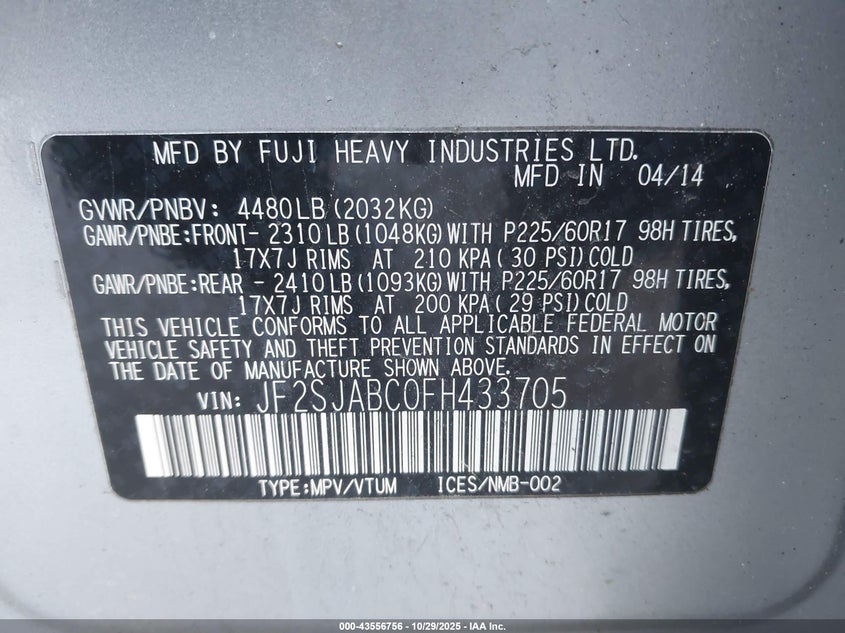 MFD BY FUJI HEAVY INDUSTRIES LTD.
MFD IN 04/14
GVWR/PNBV: 4480LB(2032KG)
GAWR/PNBE:FRONT- 2310LB(1048KG)WITH P225/60R17 98H TIRES,
17X7J RIMS AT 210 KPA(30 PSI)COLD
GAWR/PNBE:REAR - 2410LB(1093KG)WITH P225/60R17 98H TIRES,
17X7J RIMS AT 200 KPA(29 PSI)COLD
THIS VEHICLE CONFORMS TO ALL APPLICABLE FEDERAL MOTOR
VEHICLE SAFETY AND THEFT PREVENTION STANDARDS IN EFFECT ON
THE DATE OF MANUFACTURE SHOWN ABOVE.
VIN: JF2SJABC0FH433705
TYPE:MPV/VTUM ICES/NMB-002
000-43556756 - 10/29/2025 - IAA Inc.